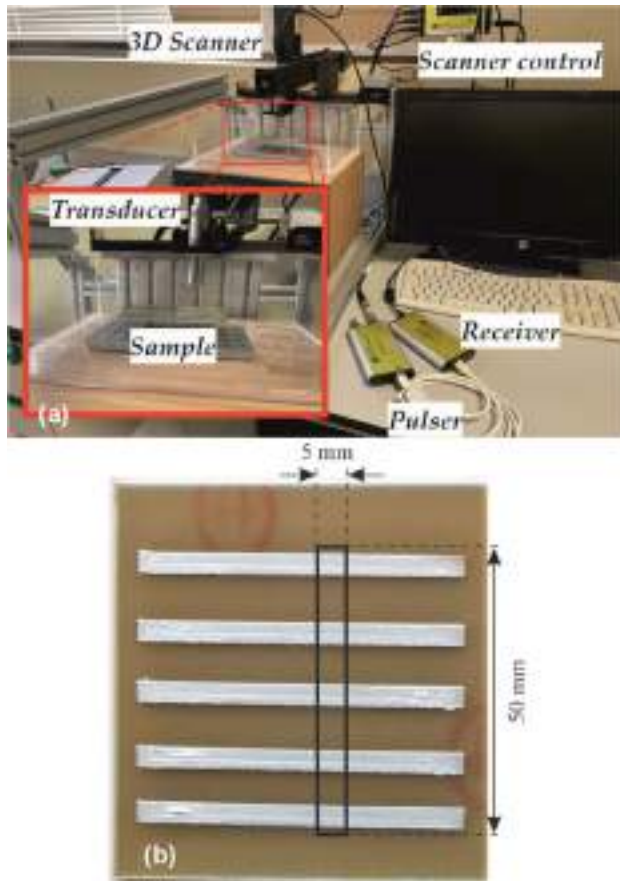 3D Scanner
Scanner control
Transducer
Sample
Receiver
Pulser
(a)
5 mm
50 mm
(b)